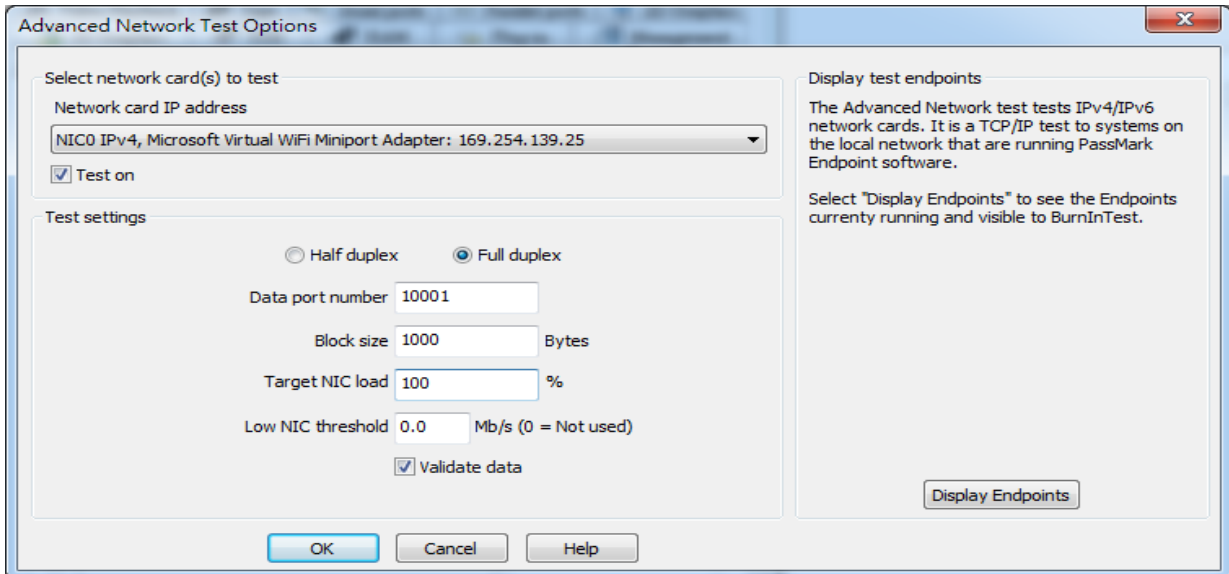 Advanced Network Test Options
Select network card(s) to test
Network card IP address
NIC0 IPv4, Microsoft Virtual WiFi Miniport Adapter: 169.254.139.25
Test on
Test settings
Half duplex Full duplex
Data port number 10001
Block size 1000 Bytes
Target NIC load 100 %
Low NIC threshold 0.0 Mb/s (0 = Not used)
Validate data
OK Cancel Help
Display test endpoints
The Advanced Network test tests IPv4/IPv6
network cards. It is a TCP/IP test to systems on
the local network that are running PassMark
Endpoint software.
Select "Display Endpoints" to see the Endpoints
currenty running and visible to BurnInTest.
Display Endpoints